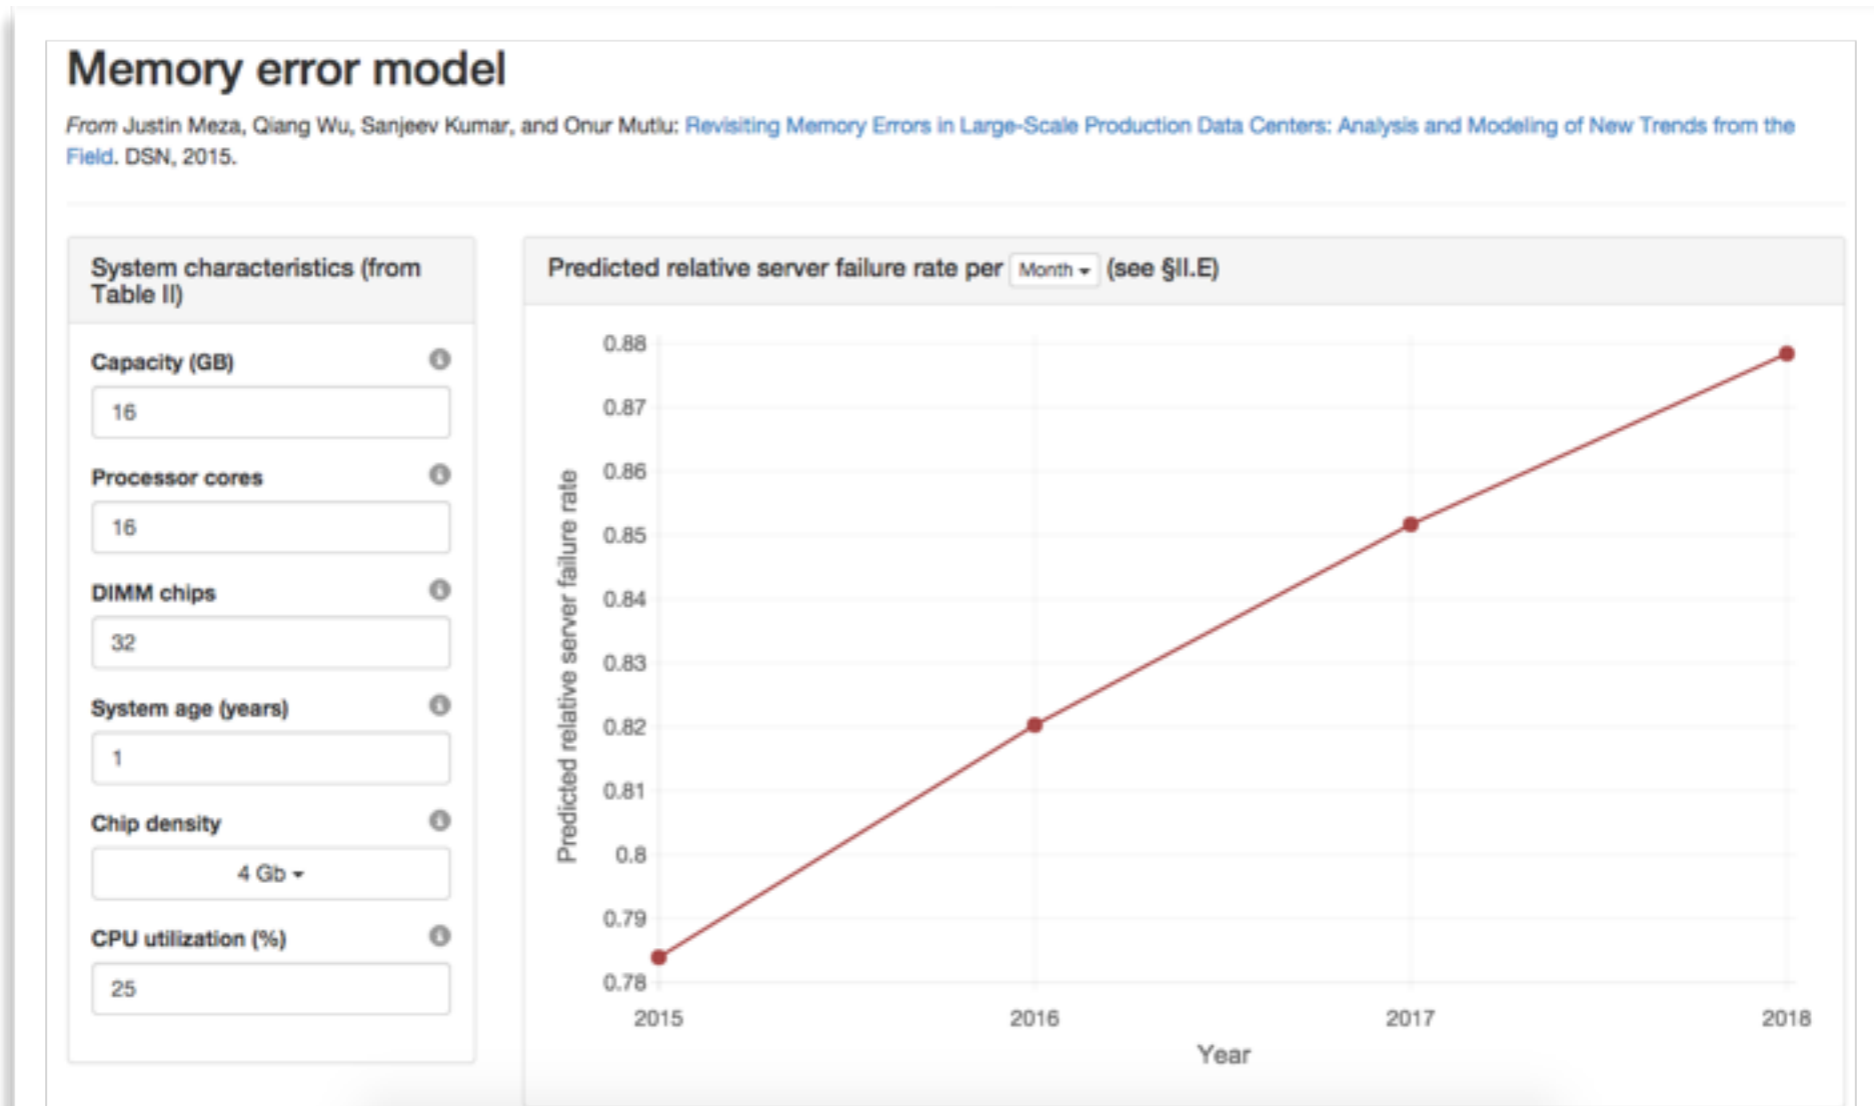 Memory error model
From Justin Meza, Qiang Wu, Sanjeev Kumar, and Onur Mutlu: Revisiting Memory Errors in Large-Scale Production Data Centers: Analysis and Modeling of New Trends from the
Field. DSN, 2015.
System characteristics (from
Table II)
Capacity (GB)
16
Processor cores
16
DIMM chips
32
System age (years)
1
Chip density
4 Gb
CPU utilization (%)
25
Predicted relative server failure rate per Month (see §II.E)
Predicted relative server failure rate
0.88
0.87
0.86
0.85
0.84
0.83
0.82
0.81
0.8
0.79
0.78
2015 2016 2017 2018
Year